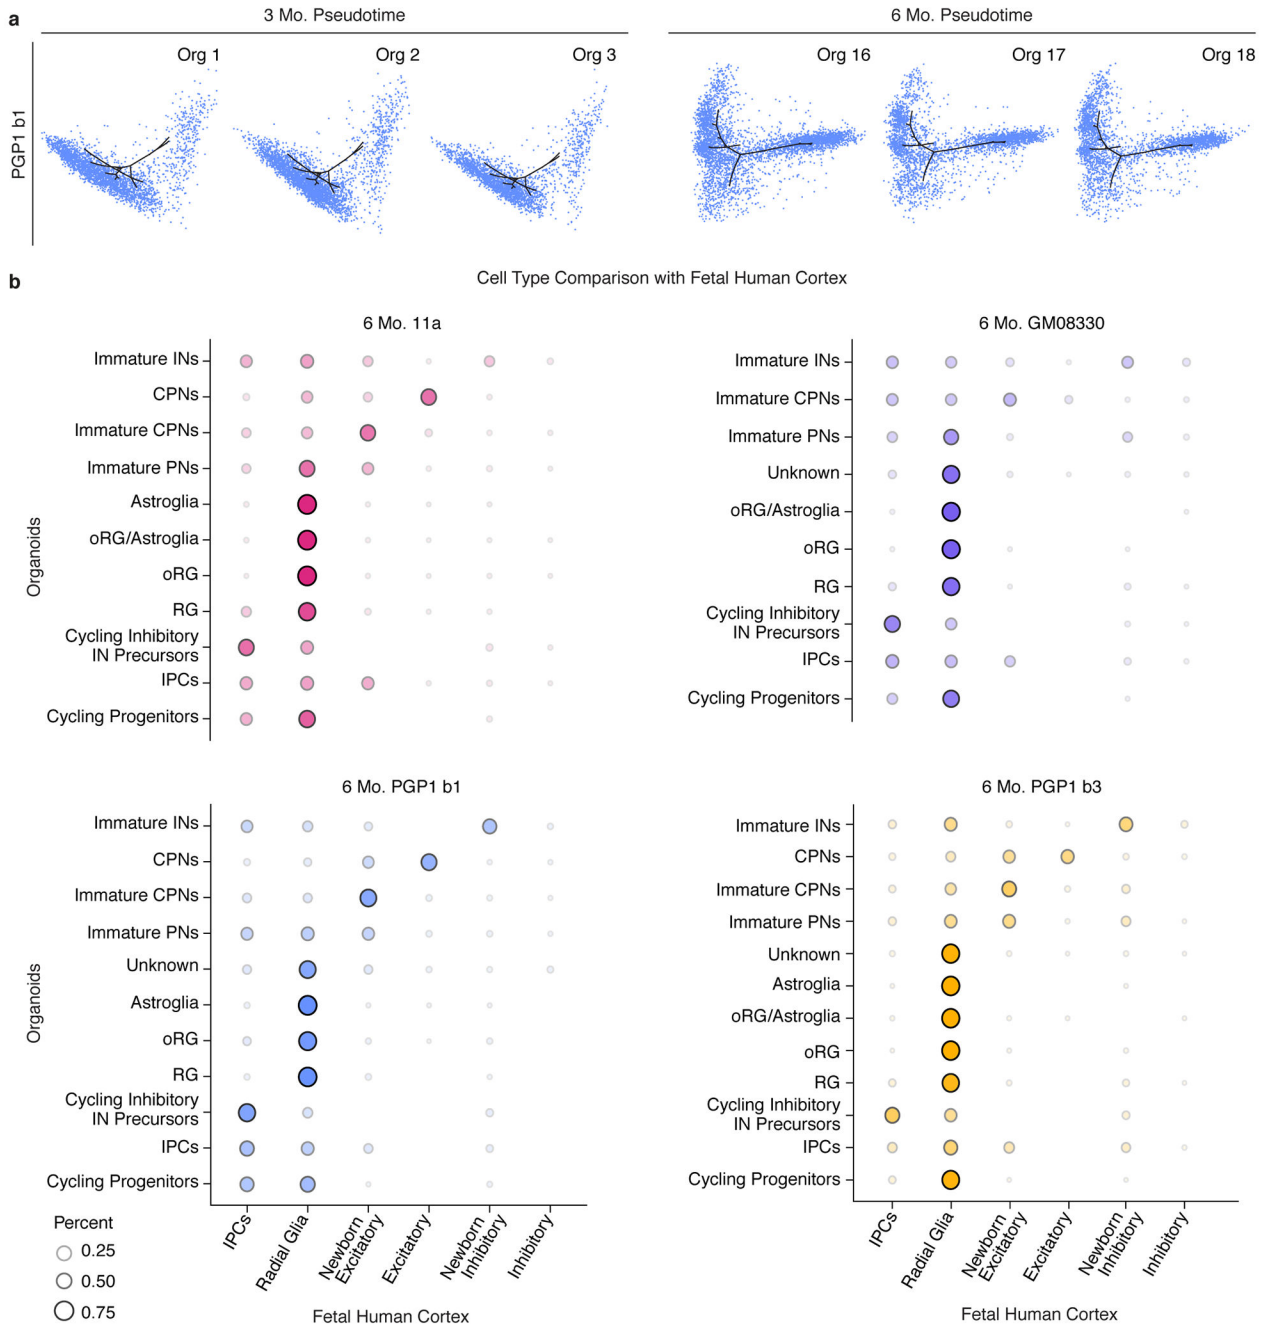 a
3 Mo. Pseudotime
6 Mo. Pseudotime
PGP1 b1
Org 1
Org 2
Org 3
Org 16
Org 17
Org 18
b
Cell Type Comparison with Fetal Human Cortex
6 Mo. 11a
Organoids
Immature INs
CPNs
Immature CPNs
Immature PNs
Astroglia
oRG/Astroglia
oRG
RG
Cycling Inhibitory
IN Precursors
IPCs
Cycling Progenitors
6 Mo. GM08330
Immature INs
Immature CPNs
Immature PNs
Unknown
oRG/Astroglia
oRG
RG
Cycling Inhibitory
IN Precursors
IPCs
Cycling Progenitors
6 Mo. PGP1 b1
Organoids
Immature INs
CPNs
Immature CPNs
Immature PNs
Unknown
Astroglia
oRG
RG
Cycling Inhibitory
IN Precursors
IPCs
Cycling Progenitors
IPCs
Radial Glia
Newborn
Excitatory
Excitatory
Newborn
Inhibitory
Inhibitory
Fetal Human Cortex
6 Mo. PGP1 b3
Immature INs
CPNs
Immature CPNs
Immature PNs
Unknown
Astroglia
oRG/Astroglia
oRG
RG
Cycling Inhibitory
IN Precursors
IPCs
Cycling Progenitors
IPCs
Radial Glia
Newborn
Excitatory
Excitatory
Newborn
Inhibitory
Inhibitory
Fetal Human Cortex
Percent
0.25
0.50
0.75